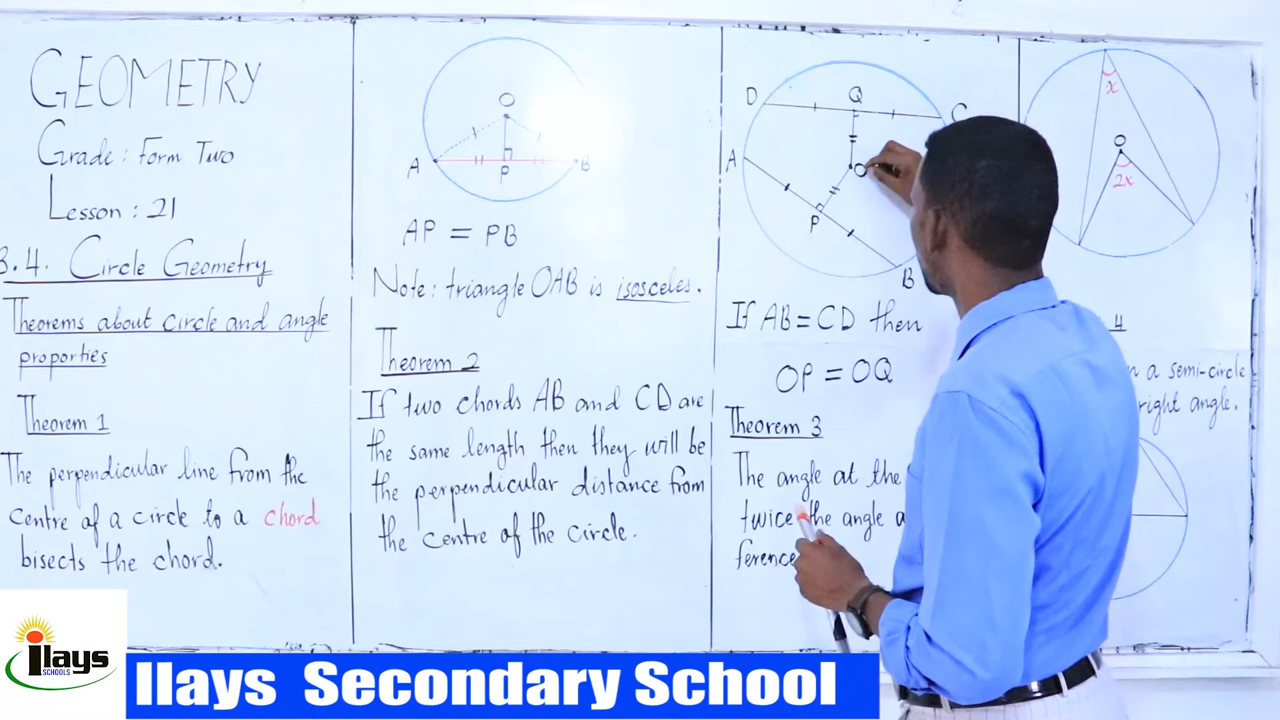 GEOMETRY
Grade: Form Two
Lesson: 21
3.4. Circle Geometry
Theorems about circle and angle
properties
Theorem 1
The perpendicular line from the
centre of a circle to a chord
bisects the chord.
O
A
P
B
AP = PB
Note: triangle OAB is isosceles.
Theorem 2
If two chords AB and CD are
the same length then they will be
the perpendicular distance from
the centre of the circle.
D
Q
C
A
O
P
B
If AB = CD then
OP = OQ
Theorem 3
The angle at the
twice the angle
ference
x
O
2x
4
a semi-circle
right angle.
ilays
SCHOOLS
Ilays Secondary School